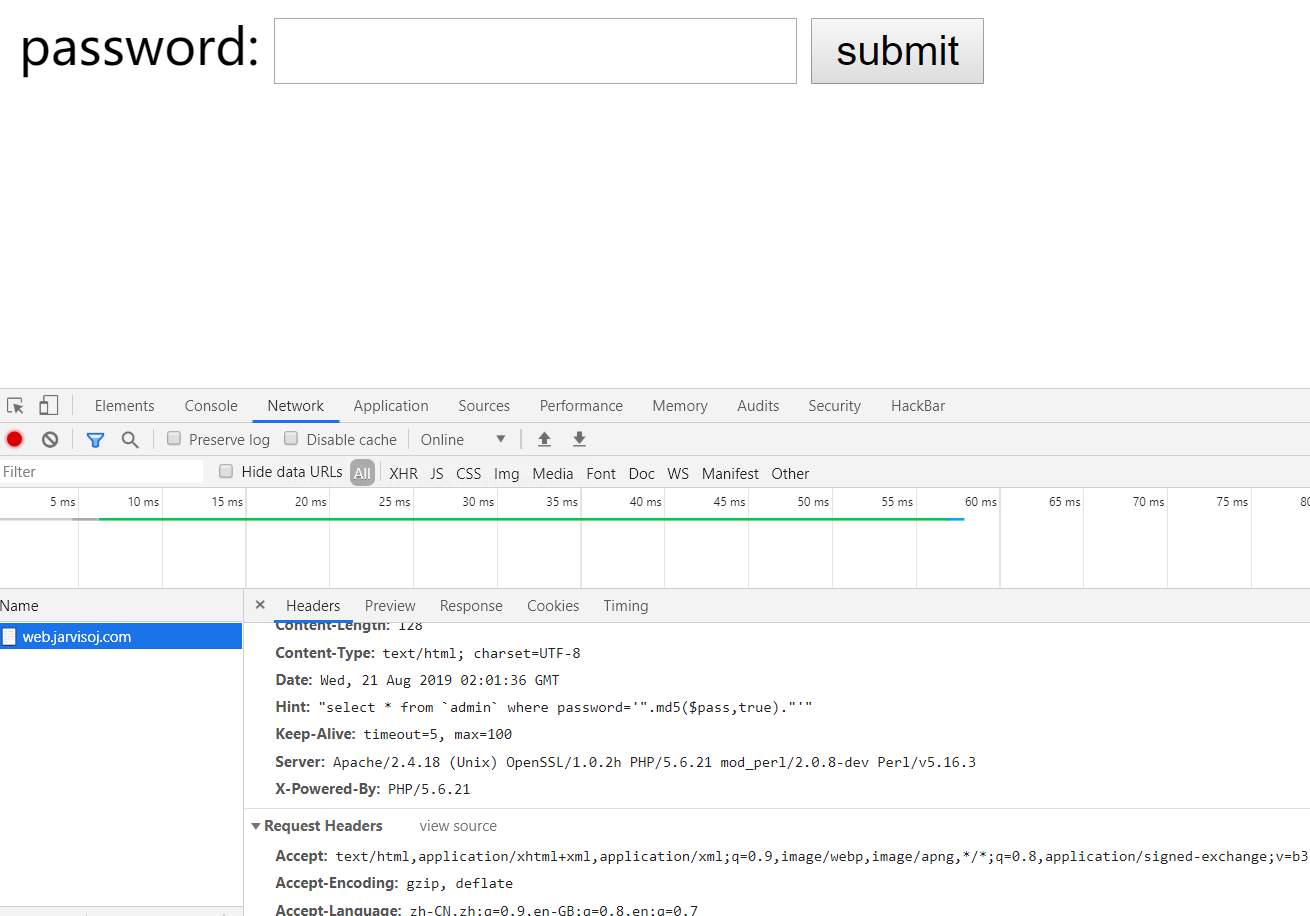 password: submit
Elements Console Network Application Sources Performance Memory Audits Security HackBar
Preserve log Disable cache Online
Filter Hide data URLs All XHR JS CSS Img Media Font Doc WS Manifest Other
5 ms 10 ms 15 ms 20 ms 25 ms 30 ms 35 ms 40 ms 45 ms 50 ms 55 ms 60 ms 65 ms 70 ms 75 ms 80
Name Headers Preview Response Cookies Timing
Content-Length: 128
web.jarvisoj.com
Content-Type: text/html; charset=UTF-8
Date: Wed, 21 Aug 2019 02:01:36 GMT
Hint: "select * from `admin` where password='".md5($pass,true)."'"
Keep-Alive: timeout=5, max=100
Server: Apache/2.4.18 (Unix) OpenSSL/1.0.2h PHP/5.6.21 mod_perl/2.0.8-dev Perl/v5.16.3
X-Powered-By: PHP/5.6.21
Request Headers view source
Accept: text/html,application/xhtml+xml,application/xml;q=0.9,image/webp,image/apng,*/*;q=0.8,application/signed-exchange;v=b3
Accept-Encoding: gzip, deflate
Accept-Language: zh-CN,zh;q=0.9,en-GB;q=0.8,en;q=0.7